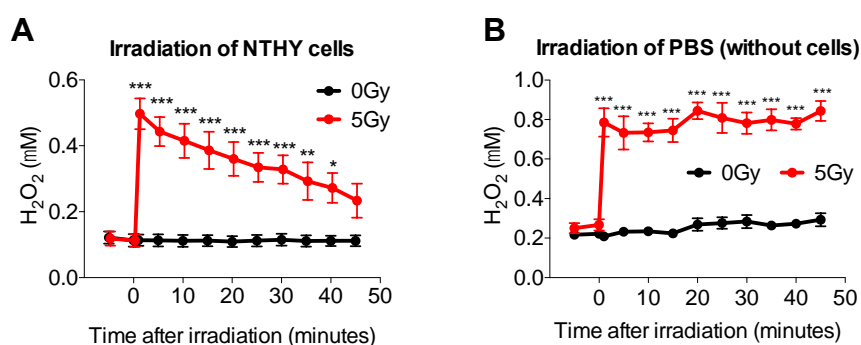 A
Irradiation of NTHY cells
0.6
0.4
0.2
0.0
H₂O₂ (mM)
*** *** *** *** *** *** *** ** *
0Gy
5Gy
0 10 20 30 40 50
Time after irradiation (minutes)
B
Irradiation of PBS (without cells)
1.0
0.8
0.6
0.4
0.2
0.0
H₂O₂ (mM)
*** *** *** *** *** *** *** *** *** ***
0Gy 5Gy
0 10 20 30 40 50
Time after irradiation (minutes)